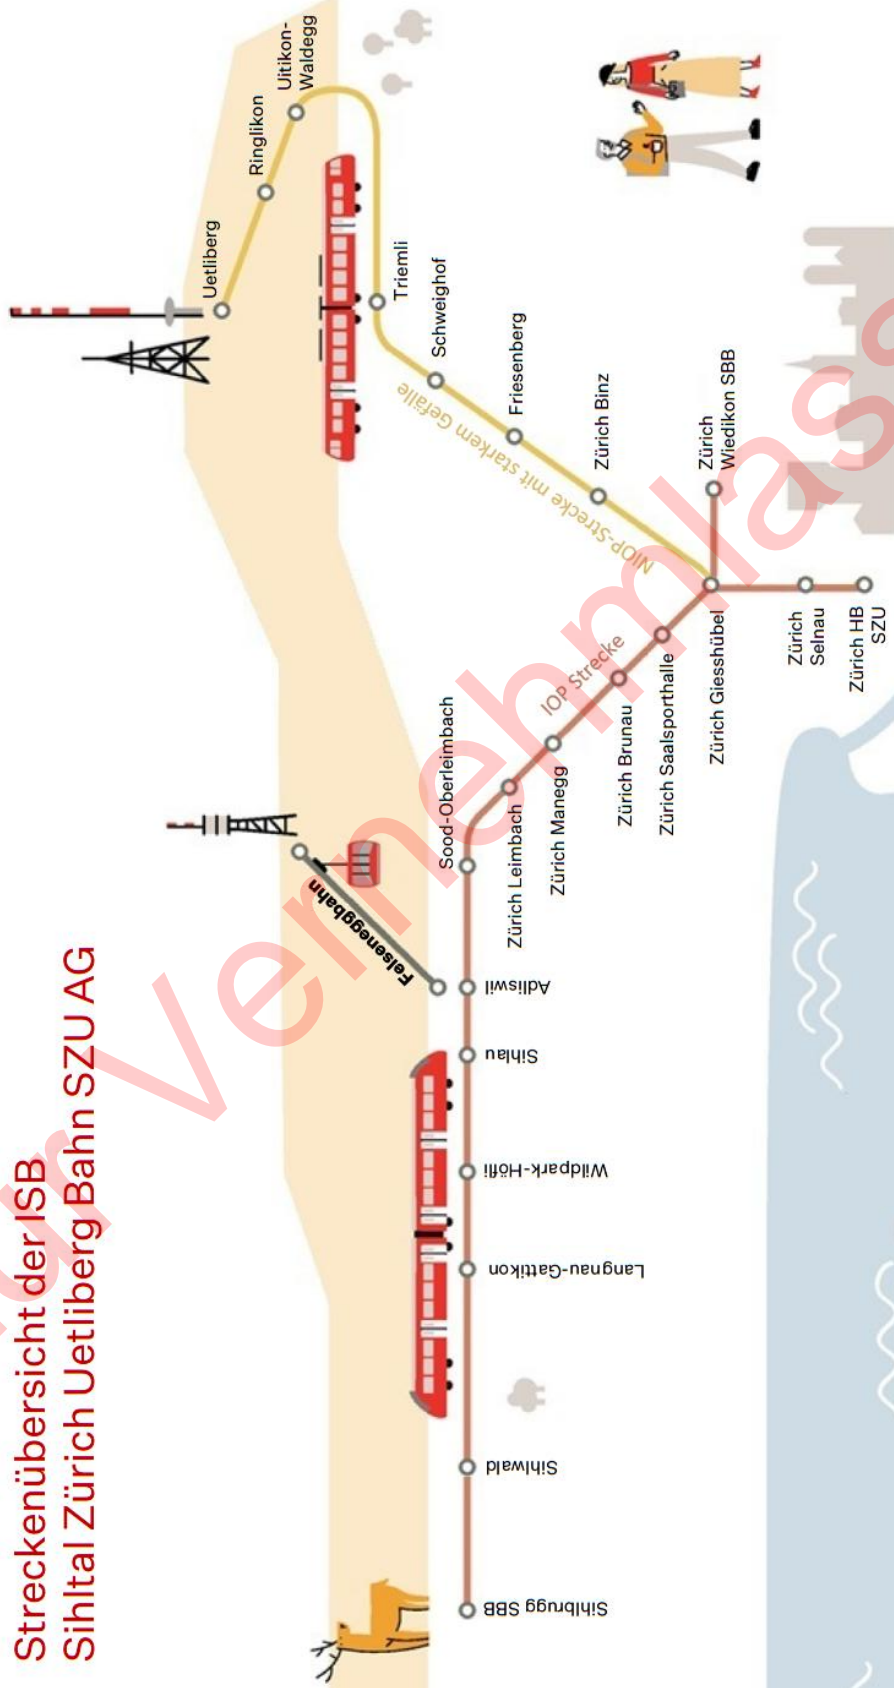 Streckenübersicht der ISB
Sihltal Zürich Uetliberg Bahn SZU AG
Uetliberg
Ringlikon
Uitikon-
Waldegg
Triemli
Schweighof
Friesenberg
Zürich Binz
NIOP-Strecke mit starkem Gefälle
Zürich
Wiedikon SBB
Zürich Giesshübel
Zürich
Selnau
Zürich HB
SZU
IOP Strecke
Zürich Saalsporthalle
Zürich Brunau
Zürich Manegg
Zürich Leimbach
Sood-Oberleimbach
Felseneggbahn
Adliswil
Sihlau
Wildpark-Höfli
Langnau-Gattikon
Sihlwald
Sihlbrugg SBB